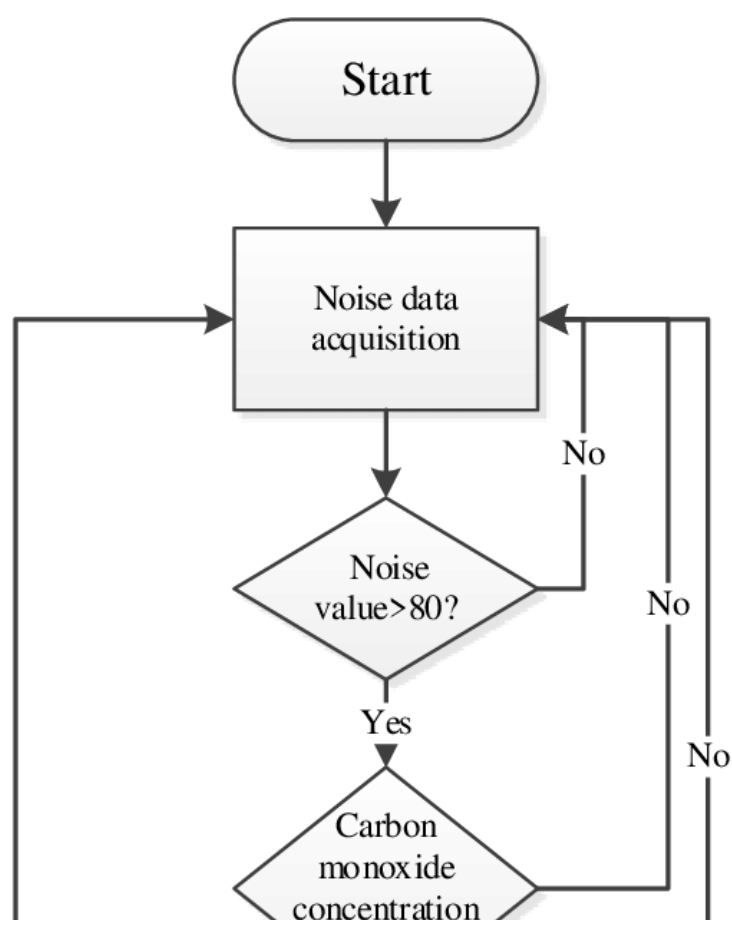 Start
Noise data
acquisition
No
Noise
value>80?
No
Yes
No
Carbon
monoxide
concentration